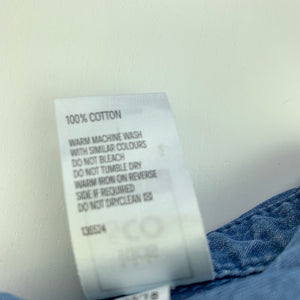 100% COTTON
WARM MACHINE WASH
WITH SIMILAR COLOURS
DO NOT BLEACH
DO NOT TUMBLE DRY
WARM IRON ON REVERSE
SIDE IF REQUIRED
DO NOT DRYCLEAN
136524